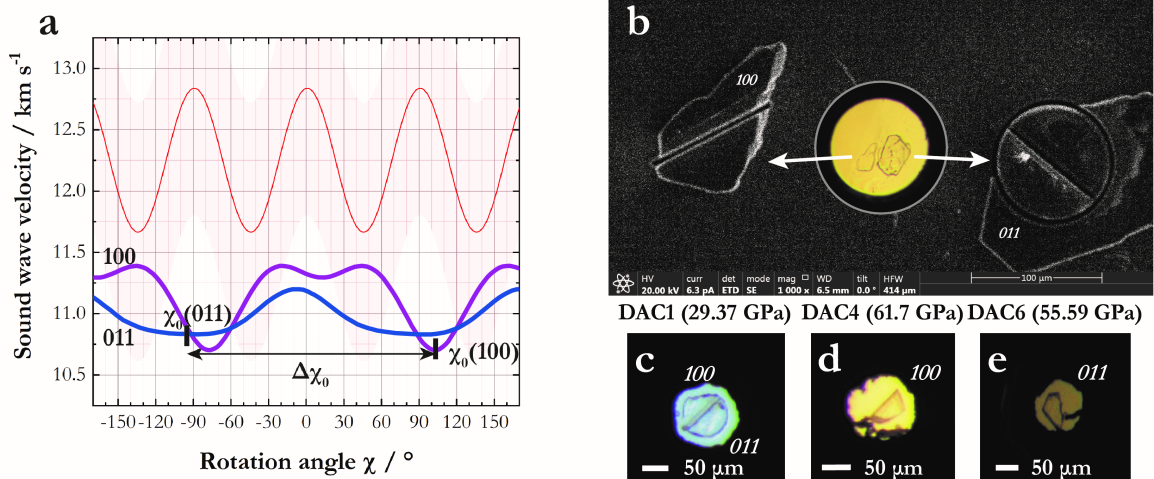 a
Sound wave velocity / km s-1
13.0
12.5
12.0
11.5
11.0
10.5
100
011
χ0(011)
χ0(100)
Δχ0
-150 -120 -90 -60 -30 0 30 60 90 120 150
Rotation angle χ / °
b
100
011
HV curr det mode mag □ WD tilt HFW
20.00 kV 6.3 pA ETD SE 1 000 x 6.5 mm 0.0 ° 414 µm
100 µm
DAC1 (29.37 GPa) DAC4 (61.7 GPa) DAC6 (55.59 GPa)
c
100
011
50 µm
d
100
50 µm
e
011
50 µm